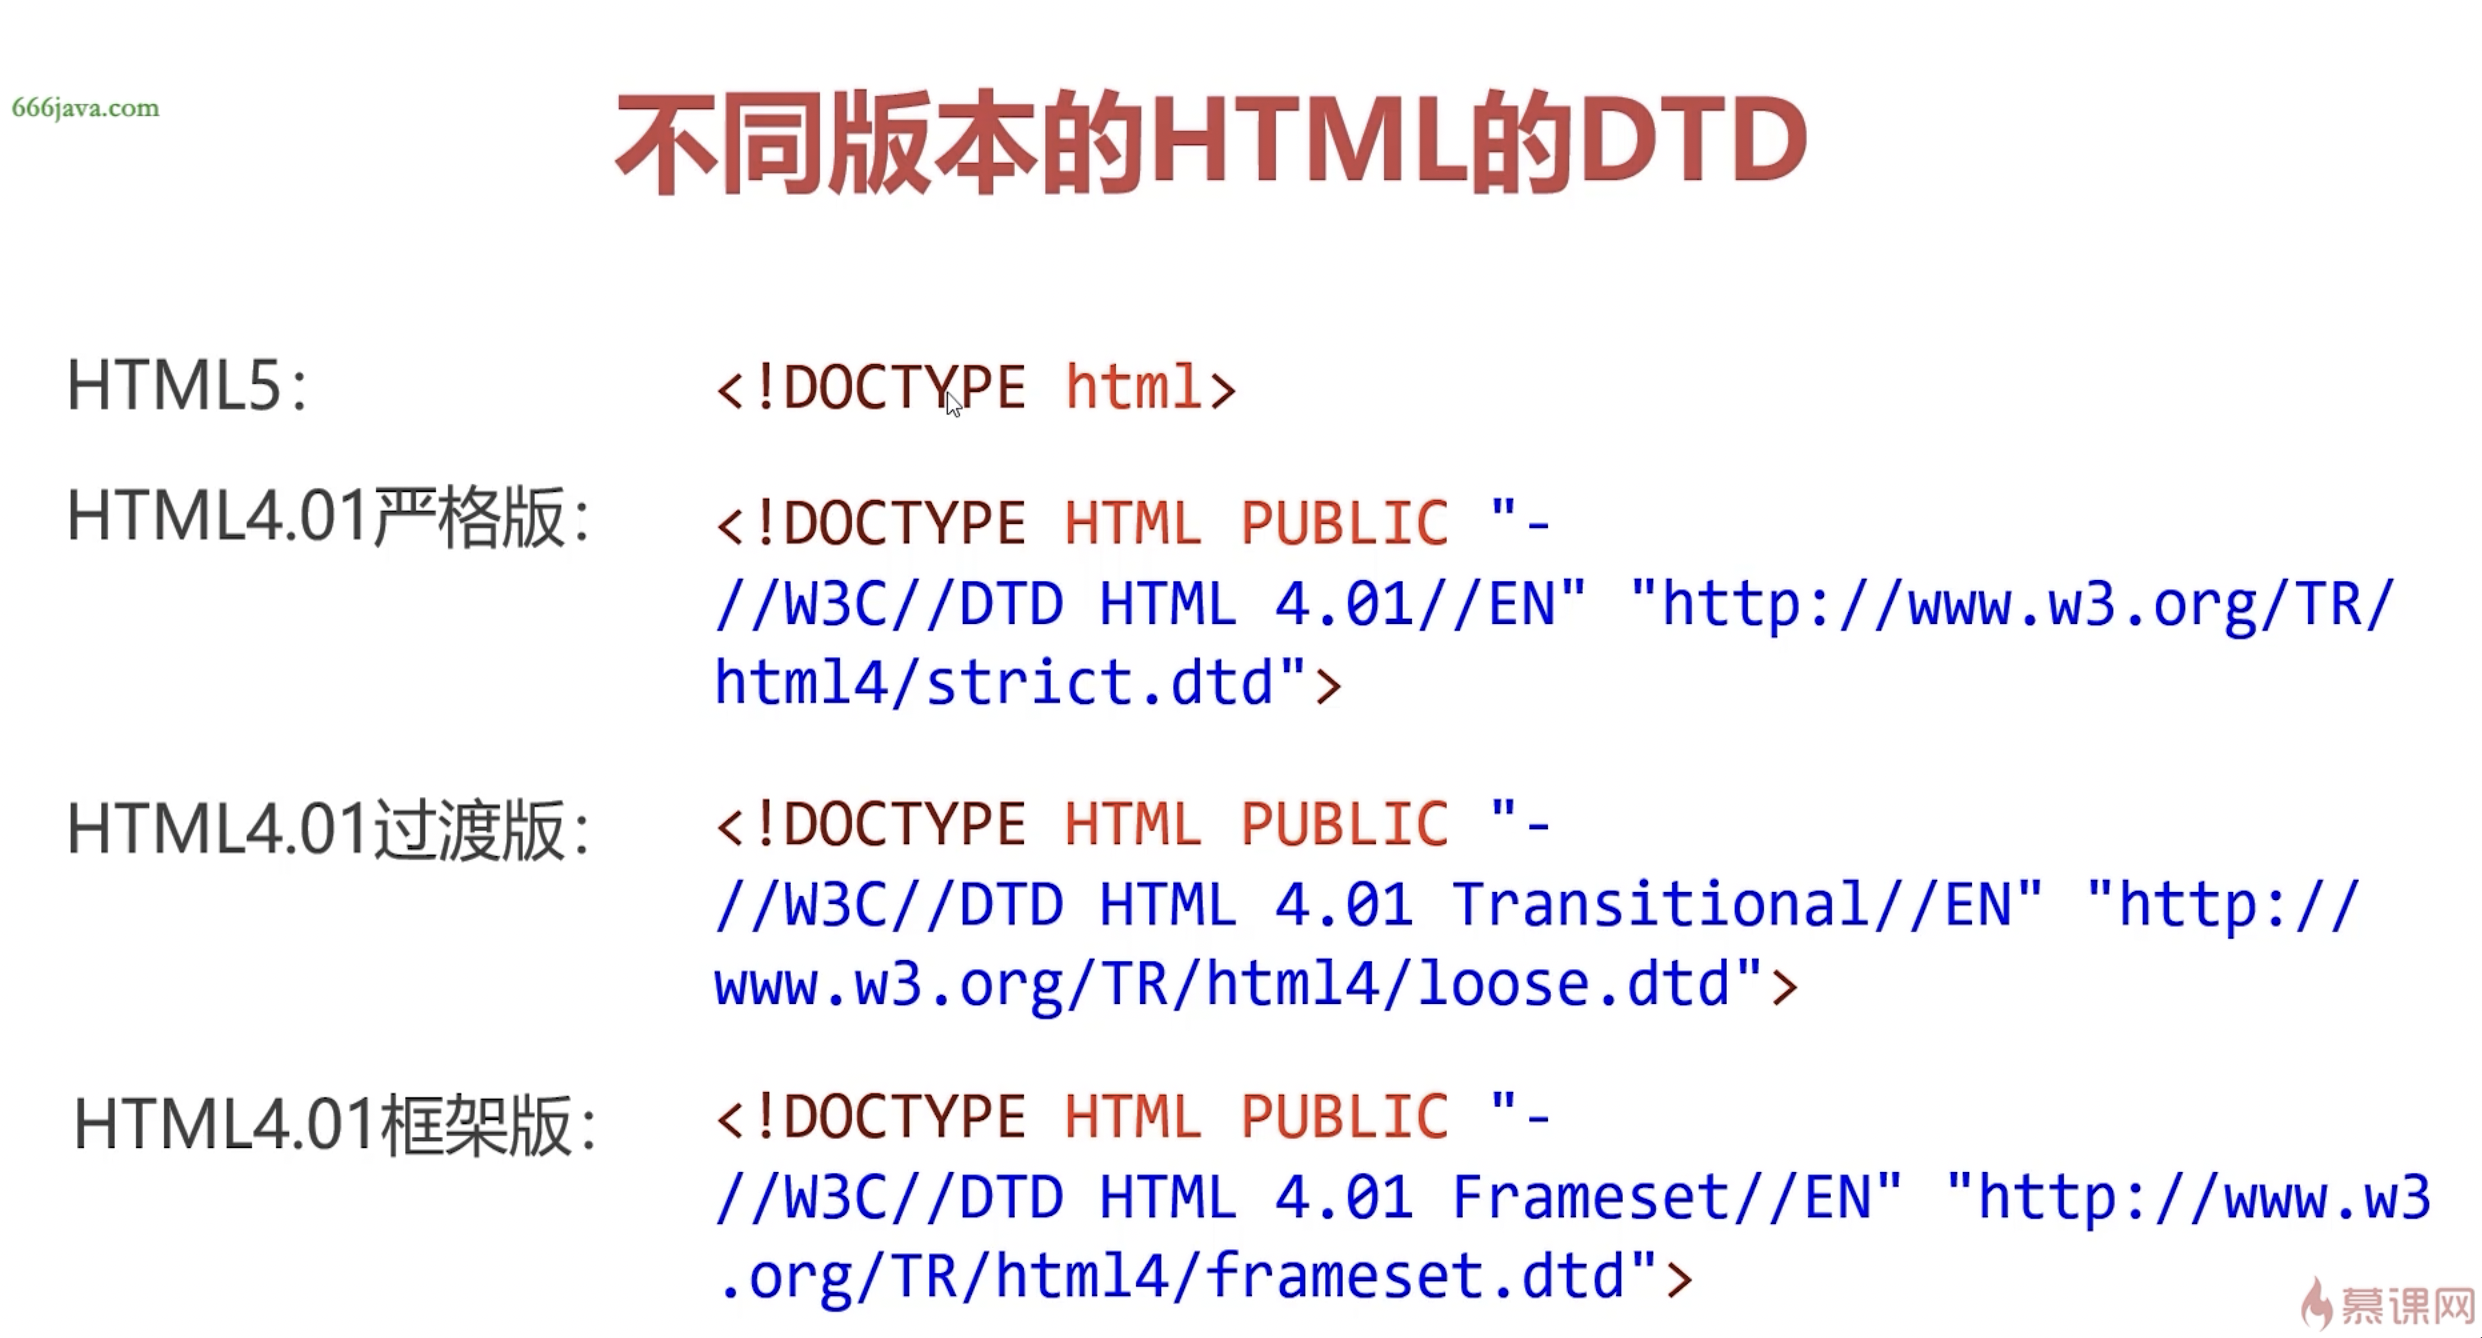 666java.com
不同版本的HTML的DTD
HTML5：
<!DOCTYPE html>
HTML4.01严格版：
<!DOCTYPE HTML PUBLIC "-
//W3C//DTD HTML 4.01//EN" "http://www.w3.org/TR/
html4/strict.dtd">
HTML4.01过渡版：
<!DOCTYPE HTML PUBLIC "-
//W3C//DTD HTML 4.01 Transitional//EN" "http://
www.w3.org/TR/html4/loose.dtd">
HTML4.01框架版：
<!DOCTYPE HTML PUBLIC "-
//W3C//DTD HTML 4.01 Frameset//EN" "http://www.w3
.org/TR/html4/frameset.dtd">
慕课网